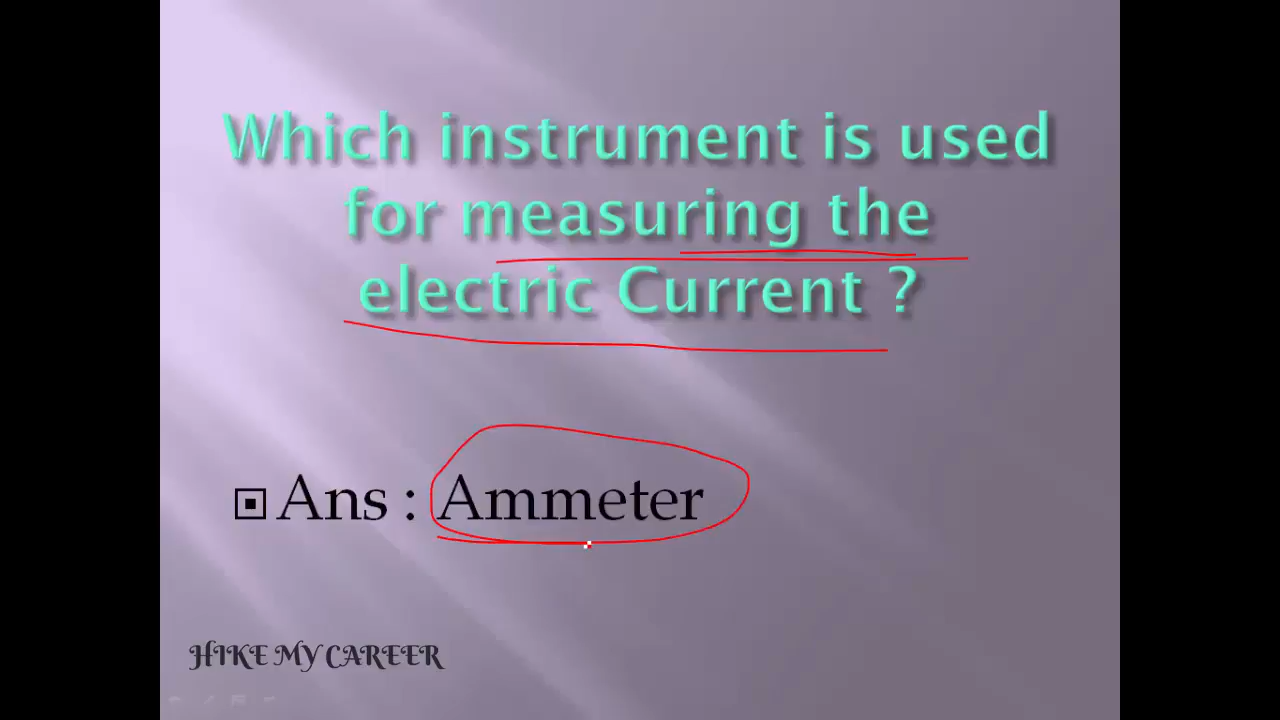 Which instrument is used
for measuring the
electric Current ?
Ans : Ammeter
HIKE MY CAREER